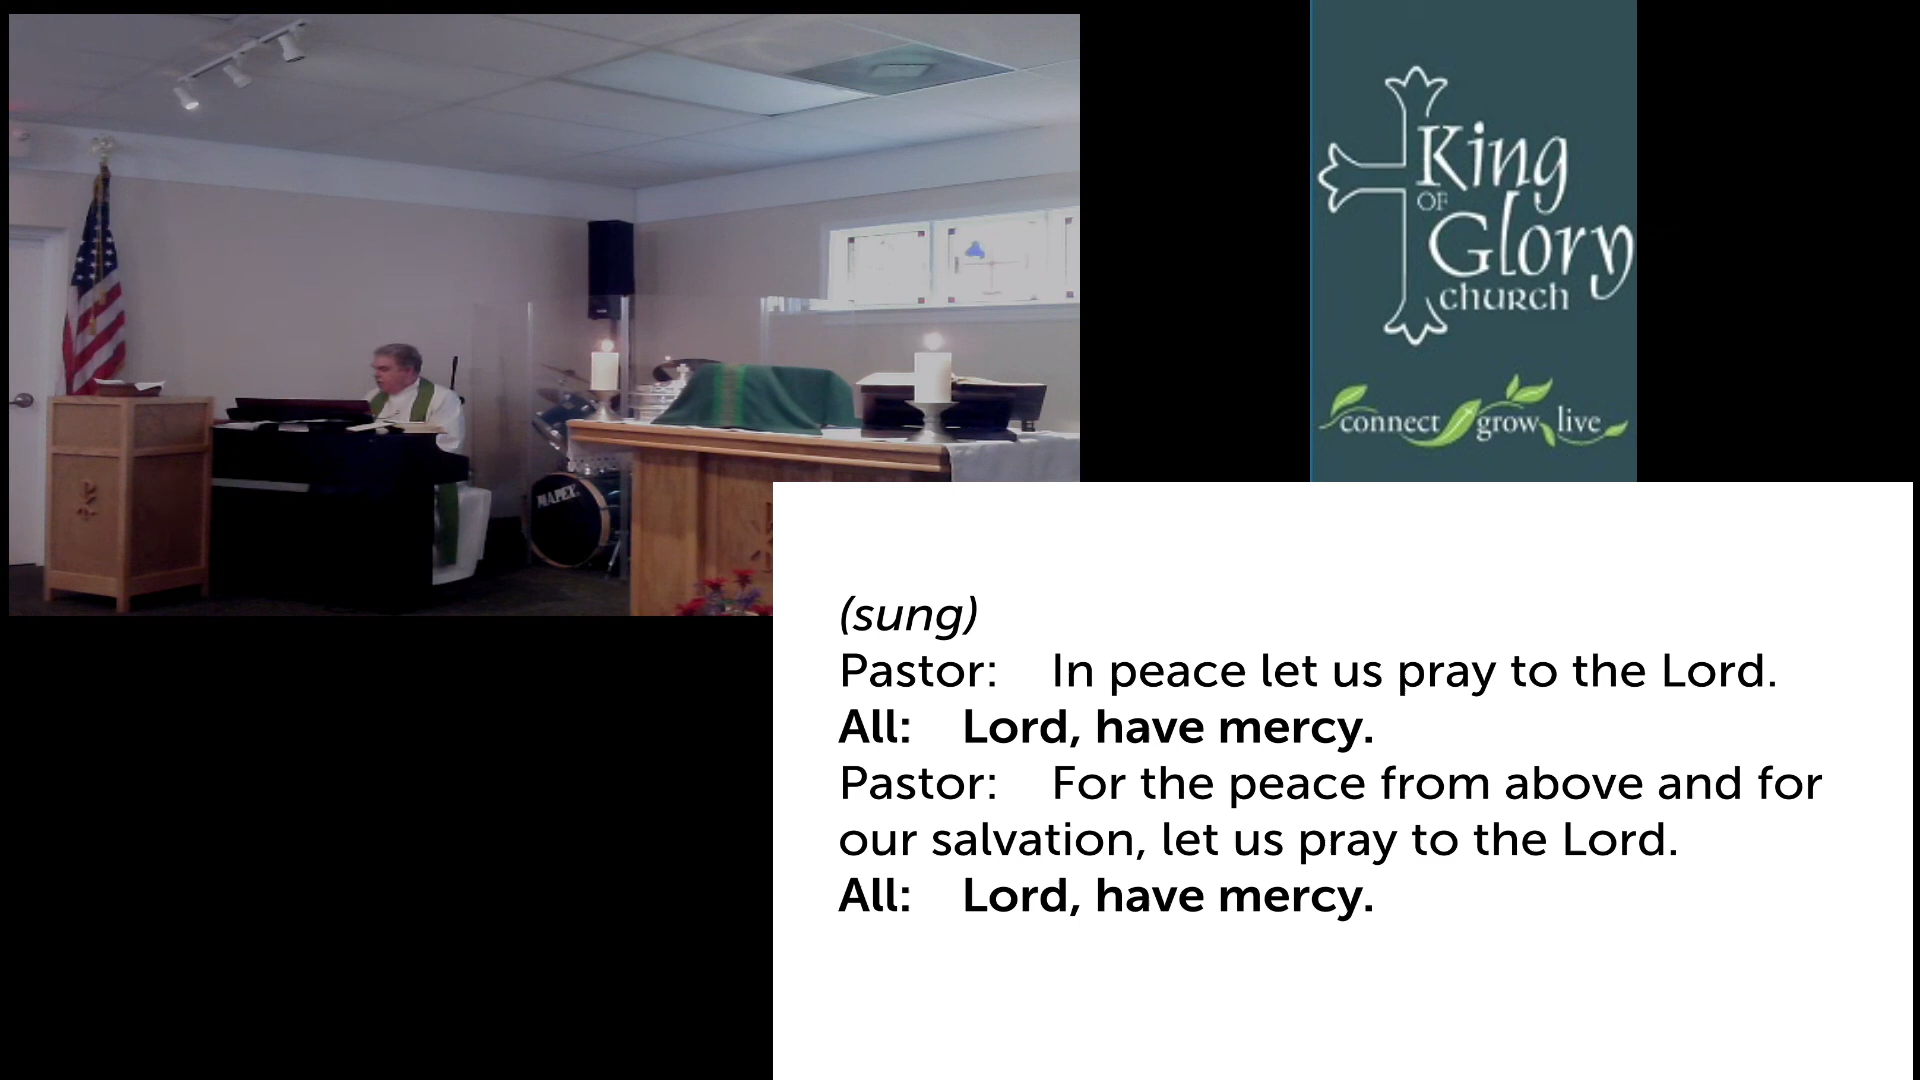 King
OF
Glory
church
connect grow live
MAPEX
(sung)
Pastor: In peace let us pray to the Lord.
All: Lord, have mercy.
Pastor: For the peace from above and for
our salvation, let us pray to the Lord.
All: Lord, have mercy.